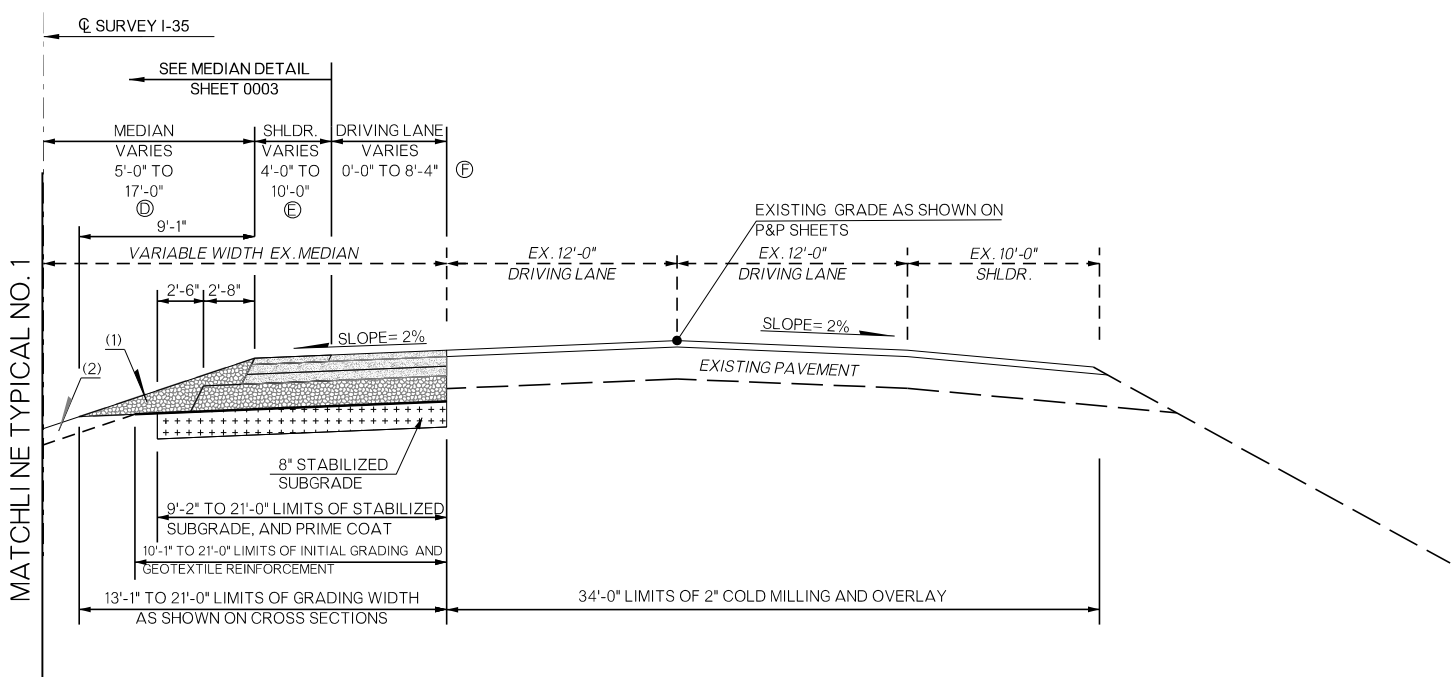 ℄ SURVEY I-35
SEE MEDIAN DETAIL
SHEET 0003
MEDIAN
VARIES
5'-0" TO
17'-0"
D
SHLDR.
VARIES
4'-0" TO
10'-0"
E
DRIVING LANE
VARIES
0'-0" TO 8'-4"
F
9'-1"
EXISTING GRADE AS SHOWN ON
P&P SHEETS
VARIABLE WIDTH EX. MEDIAN
EX. 12'-0"
DRIVING LANE
EX. 12'-0"
DRIVING LANE
EX. 10'-0"
SHLDR.
2'-6"
2'-8"
(1)
(2)
SLOPE= 2%
SLOPE= 2%
EXISTING PAVEMENT
MATCHLINE TYPICAL NO. 1
8" STABILIZED
SUBGRADE
9'-2" TO 21'-0" LIMITS OF STABILIZED
SUBGRADE, AND PRIME COAT
10'-1" TO 21'-0" LIMITS OF INITIAL GRADING AND
GEOTEXTILE REINFORCEMENT
13'-1" TO 21'-0" LIMITS OF GRADING WIDTH
AS SHOWN ON CROSS SECTIONS
34'-0" LIMITS OF 2" COLD MILLING AND OVERLAY